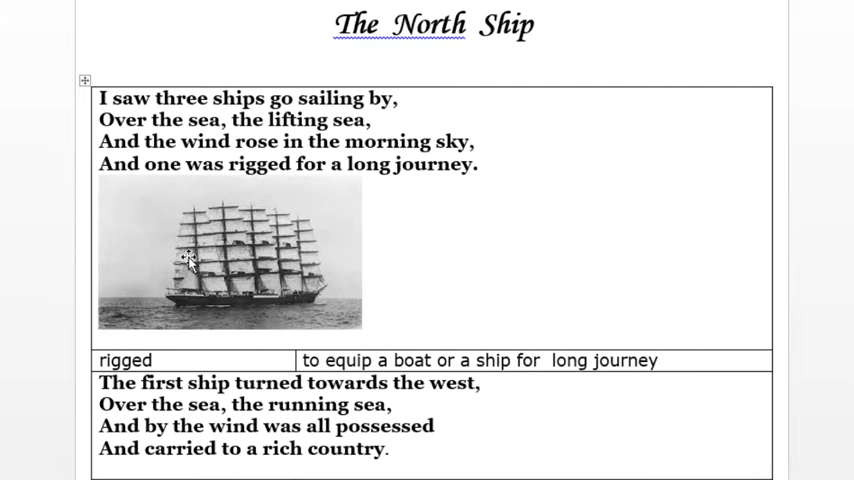 The North Ship
I saw three ships go sailing by,
Over the sea, the lifting sea,
And the wind rose in the morning sky,
And one was rigged for a long journey.
rigged to equip a boat or a ship for long journey
The first ship turned towards the west,
Over the sea, the running sea,
And by the wind was all possessed
And carried to a rich country.